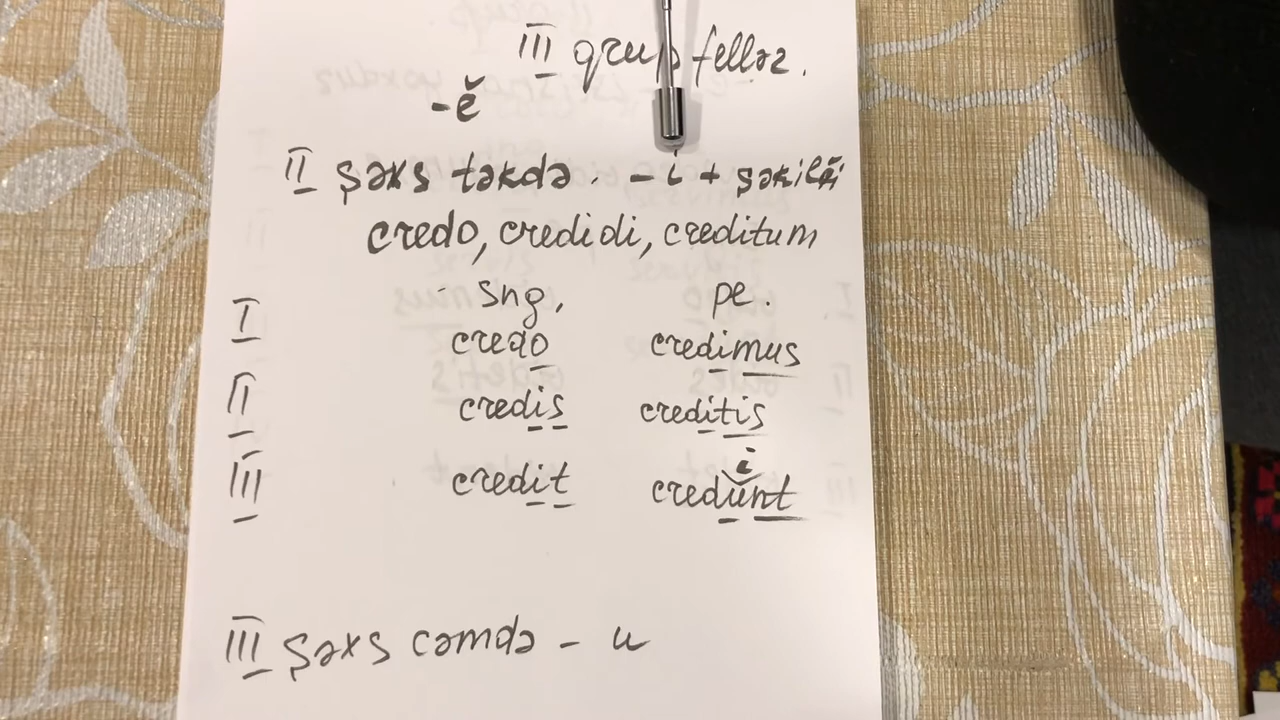 III qrup fellər.
-ĕ
II şəxs təkdə. - i + şəkilçi
credo, credidi, creditum
sng, pe.
I credo credimus
II credis creditis
i
III credit credunt
III şəxs cəmdə - u